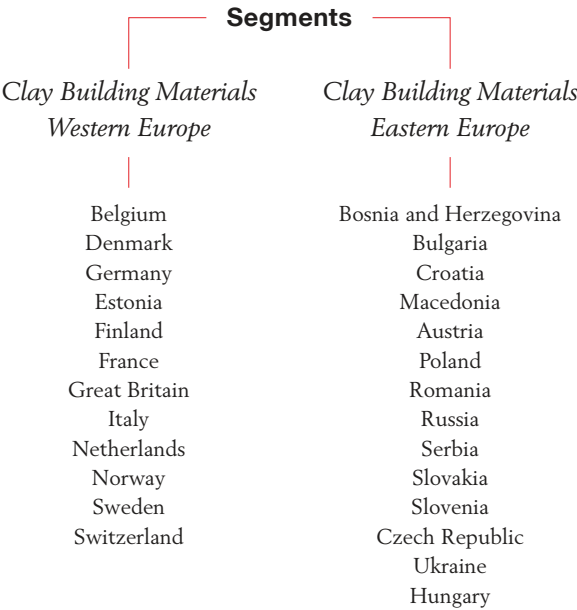 Segments
Clay Building Materials
Western Europe
Belgium
Denmark
Germany
Estonia
Finland
France
Great Britain
Italy
Netherlands
Norway
Sweden
Switzerland
Clay Building Materials
Eastern Europe
Bosnia and Herzegovina
Bulgaria
Croatia
Macedonia
Austria
Poland
Romania
Russia
Serbia
Slovakia
Slovenia
Czech Republic
Ukraine
Hungary